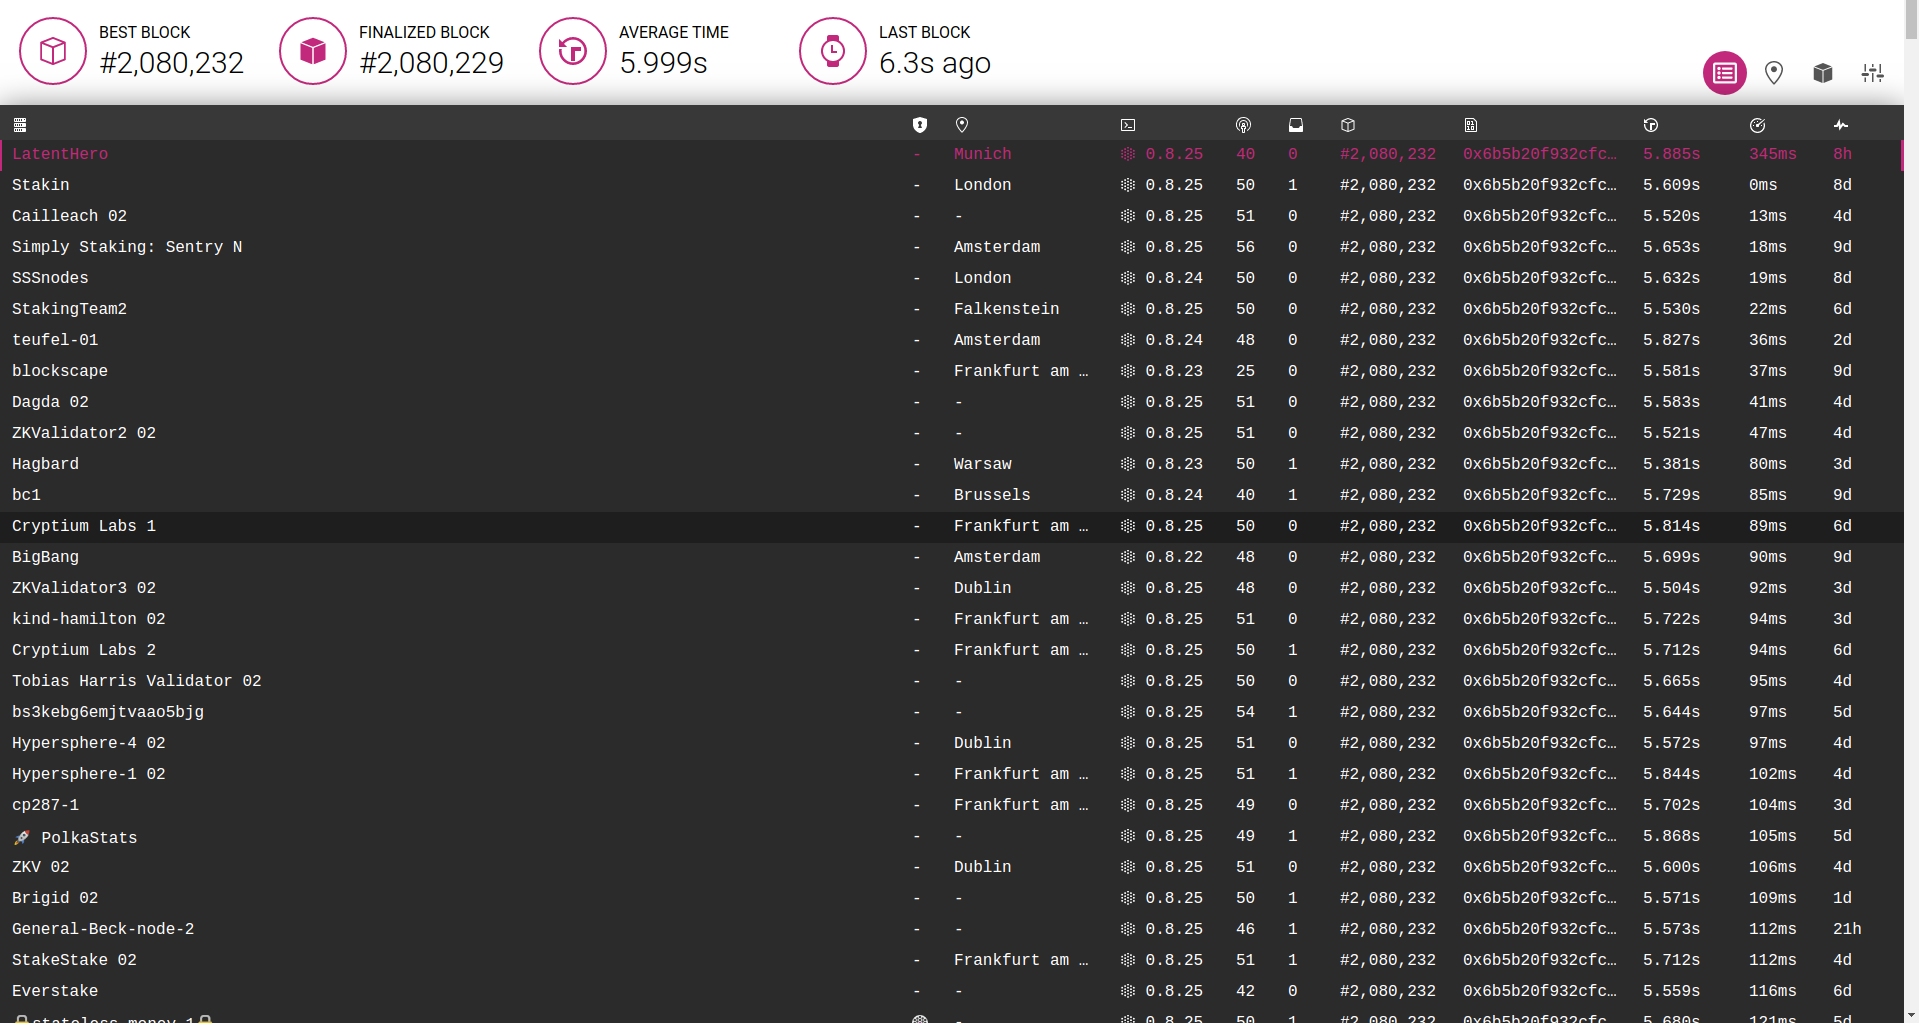 BEST BLOCK
#2,080,232
FINALIZED BLOCK
#2,080,229
AVERAGE TIME
5.999s
LAST BLOCK
6.3s ago
LatentHero - Munich 0.8.25 40 0 #2,080,232 0x6b5b20f932cfc… 5.885s 345ms 8h
Stakin - London 0.8.25 50 1 #2,080,232 0x6b5b20f932cfc… 5.609s 0ms 8d
Cailleach 02 - - 0.8.25 51 0 #2,080,232 0x6b5b20f932cfc… 5.520s 13ms 4d
Simply Staking: Sentry N - Amsterdam 0.8.25 56 0 #2,080,232 0x6b5b20f932cfc… 5.653s 18ms 9d
SSSnodes - London 0.8.24 50 0 #2,080,232 0x6b5b20f932cfc… 5.632s 19ms 8d
StakingTeam2 - Falkenstein 0.8.25 50 0 #2,080,232 0x6b5b20f932cfc… 5.530s 22ms 6d
teufel-01 - Amsterdam 0.8.24 48 0 #2,080,232 0x6b5b20f932cfc… 5.827s 36ms 2d
blockscape - Frankfurt am … 0.8.23 25 0 #2,080,232 0x6b5b20f932cfc… 5.581s 37ms 9d
Dagda 02 - - 0.8.25 51 0 #2,080,232 0x6b5b20f932cfc… 5.583s 41ms 4d
ZKValidator2 02 - - 0.8.25 51 0 #2,080,232 0x6b5b20f932cfc… 5.521s 47ms 4d
Hagbard - Warsaw 0.8.23 50 1 #2,080,232 0x6b5b20f932cfc… 5.381s 80ms 3d
bc1 - Brussels 0.8.24 40 1 #2,080,232 0x6b5b20f932cfc… 5.729s 85ms 9d
Cryptium Labs 1 - Frankfurt am … 0.8.25 50 0 #2,080,232 0x6b5b20f932cfc… 5.814s 89ms 6d
BigBang - Amsterdam 0.8.22 48 0 #2,080,232 0x6b5b20f932cfc… 5.699s 90ms 9d
ZKValidator3 02 - Dublin 0.8.25 48 0 #2,080,232 0x6b5b20f932cfc… 5.504s 92ms 3d
kind-hamilton 02 - Frankfurt am … 0.8.25 51 0 #2,080,232 0x6b5b20f932cfc… 5.722s 94ms 3d
Cryptium Labs 2 - Frankfurt am … 0.8.25 50 1 #2,080,232 0x6b5b20f932cfc… 5.712s 94ms 6d
Tobias Harris Validator 02 - - 0.8.25 50 0 #2,080,232 0x6b5b20f932cfc… 5.665s 95ms 4d
bs3kebg6emjtvaao5bjg - - 0.8.25 54 1 #2,080,232 0x6b5b20f932cfc… 5.644s 97ms 5d
Hypersphere-4 02 - Dublin 0.8.25 51 0 #2,080,232 0x6b5b20f932cfc… 5.572s 97ms 4d
Hypersphere-1 02 - Frankfurt am … 0.8.25 51 1 #2,080,232 0x6b5b20f932cfc… 5.844s 102ms 4d
cp287-1 - Frankfurt am … 0.8.25 49 0 #2,080,232 0x6b5b20f932cfc… 5.702s 104ms 3d
🚀 PolkaStats - - 0.8.25 49 1 #2,080,232 0x6b5b20f932cfc… 5.868s 105ms 5d
ZKV 02 - Dublin 0.8.25 51 0 #2,080,232 0x6b5b20f932cfc… 5.600s 106ms 4d
Brigid 02 - - 0.8.25 50 1 #2,080,232 0x6b5b20f932cfc… 5.571s 109ms 1d
General-Beck-node-2 - - 0.8.25 46 1 #2,080,232 0x6b5b20f932cfc… 5.573s 112ms 21h
StakeStake 02 - Frankfurt am … 0.8.25 51 1 #2,080,232 0x6b5b20f932cfc… 5.712s 112ms 4d
Everstake - - 0.8.25 42 0 #2,080,232 0x6b5b20f932cfc… 5.559s 116ms 6d
🔒stateless_money_1🔒 - 0.8.25 50 1 #2,080,232 0x6b5b20f932cfc… 5.680s 121ms 5d